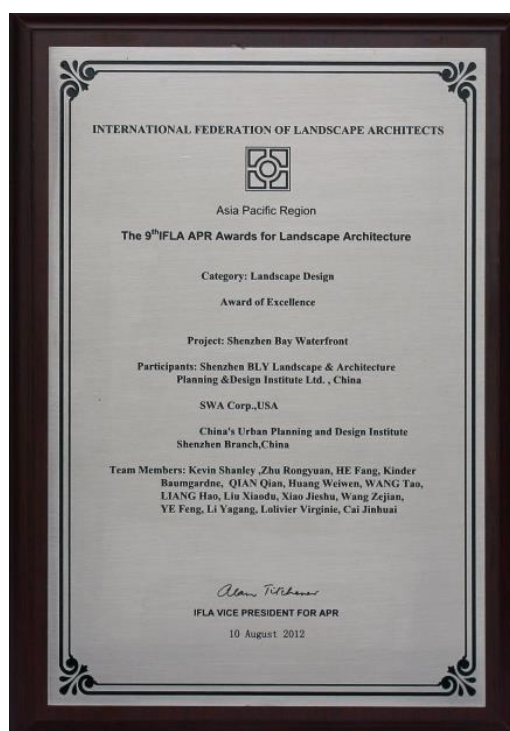 INTERNATIONAL FEDERATION OF LANDSCAPE ARCHITECTS
Asia Pacific Region
The 9thIFLA APR Awards for Landscape Architecture
Category: Landscape Design
Award of Excellence
Project: Shenzhen Bay Waterfront
Participants: Shenzhen BLY Landscape & Architecture
Planning &Design Institute Ltd. , China
SWA Corp.,USA
China's Urban Planning and Design Institute
Shenzhen Branch,China
Team Members: Kevin Shanley ,Zhu Rongyuan, HE Fang, Kinder
Baumgardne, QIAN Qian, Huang Weiwen, WANG Tao,
LIANG Hao, Liu Xiaodu, Xiao Jieshu, Wang Zejian,
YE Feng, Li Yagang, Lolivier Virginie, Cai Jinhuai
Alan Titchener
IFLA VICE PRESIDENT FOR APR
10 August 2012